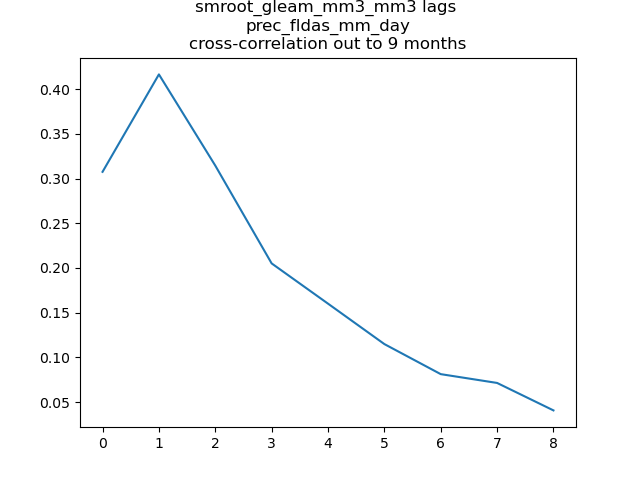 smroot_gleam_mm3_mm3 lags
prec_fldas_mm_day
cross-correlation out to 9 months
0.40
0.35
0.30
0.25
0.20
0.15
0.10
0.05
0 1 2 3 4 5 6 7 8